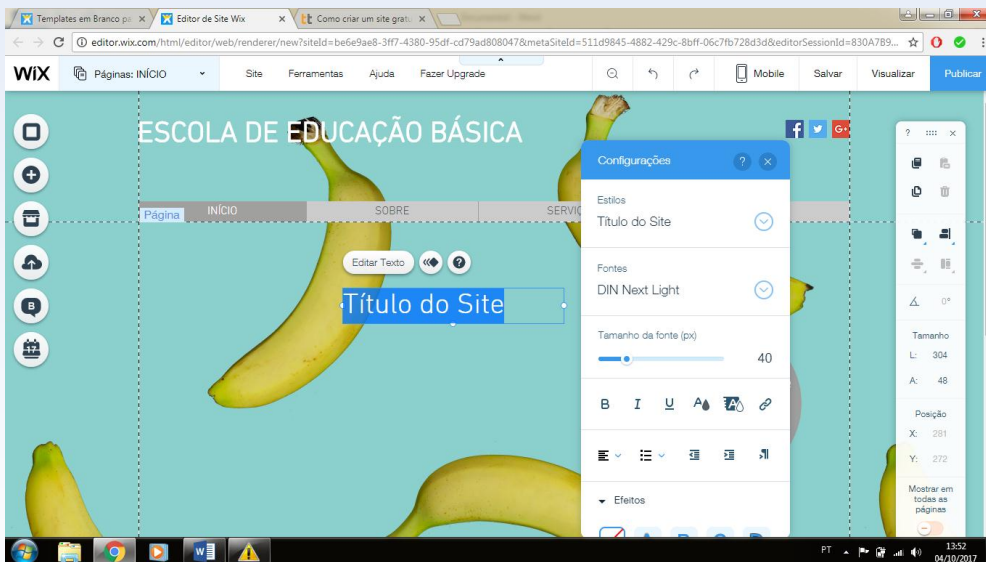 Templates em Branco pa
Editor de Site Wix
Como criar um site gratu
editor.wix.com/html/editor/web/renderer/new?siteId=be6e9ae8-3ff7-4380-95df-cd79ad808047&metaSiteId=511d9845-4882-429c-8bff-06c7fb728d3d&editorSessionId=830A7B9...
WiX Páginas: INÍCIO Site Ferramentas Ajuda Fazer Upgrade Mobile Salvar Visualizar Publicar
ESCOLA DE EDUCAÇÃO BÁSICA
Página INÍCIO SOBRE SERVIÇ
Editar Texto
Título do Site
Configurações
Estilos
Título do Site
Fontes
DIN Next Light
Tamanho da fonte (px)
40
B I U
Efeitos
0°
Tamanho
L: 304
A: 48
Posição
X: 281
Y: 272
Mostrar em
todas as
páginas
PT
13:52
04/10/2017